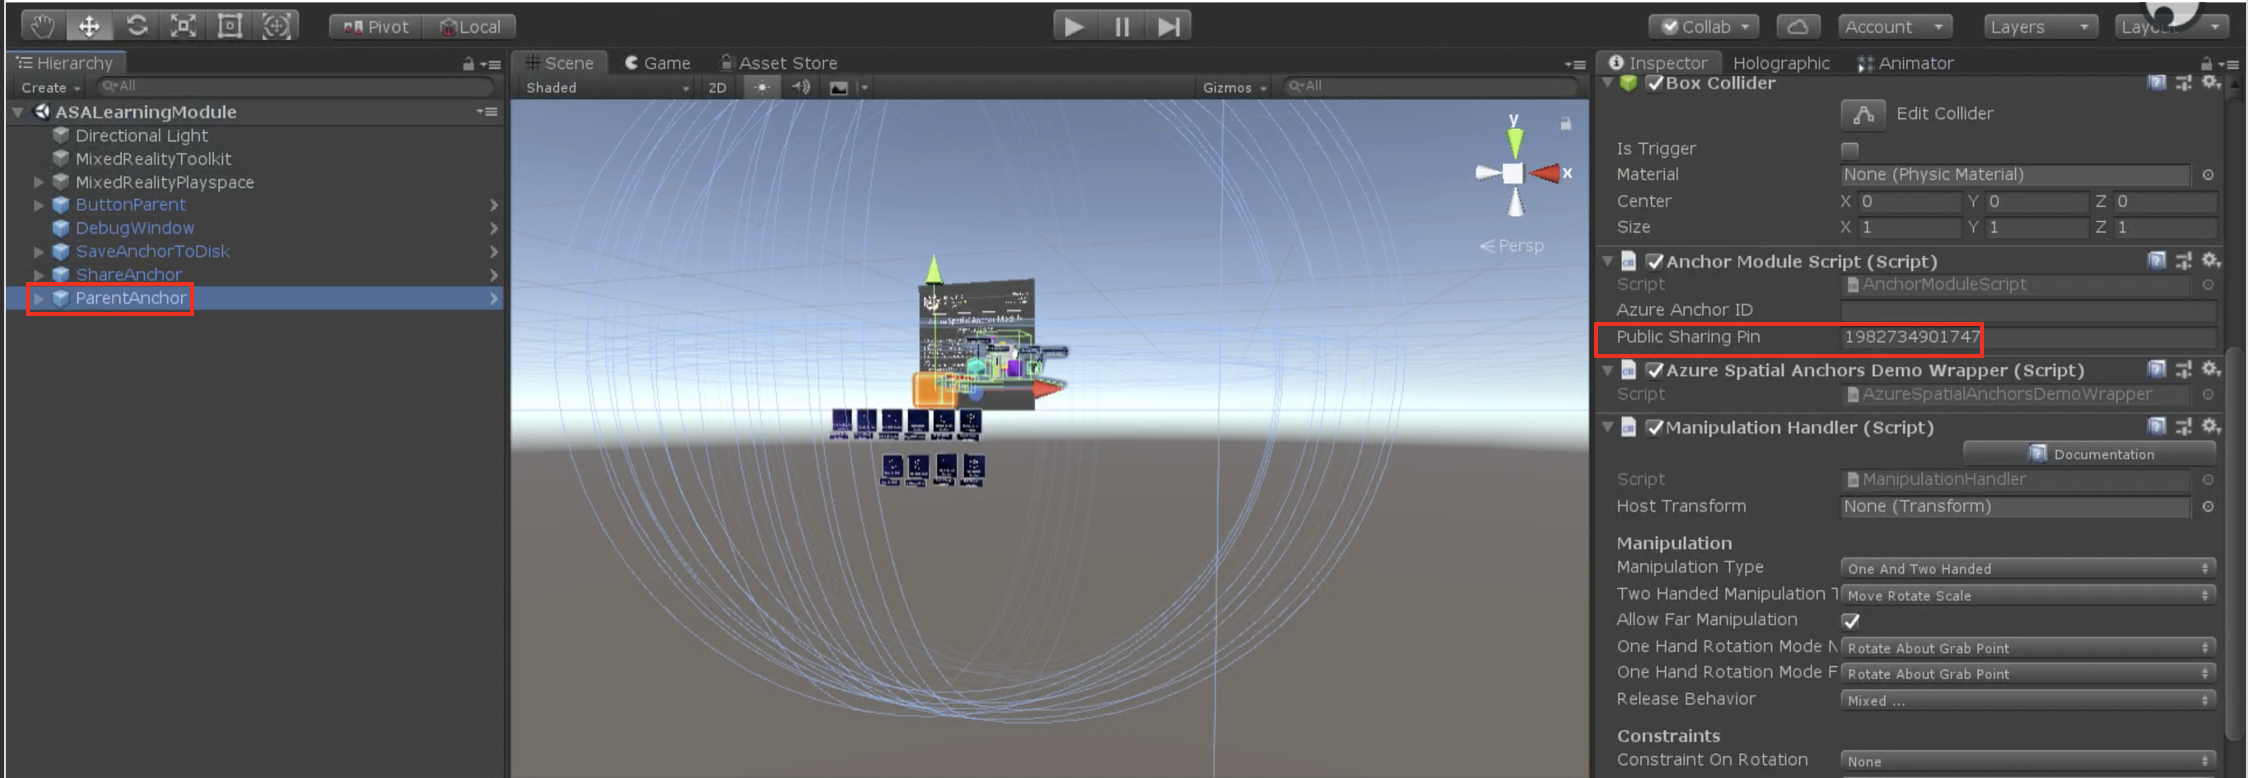 Pivot Local Collab Account Layers
Hierarchy
Create All
ASALearningModule
Directional Light
MixedRealityToolkit
MixedRealityPlayspace
ButtonParent
DebugWindow
SaveAnchorToDisk
ShareAnchor
ParentAnchor
Scene Game Asset Store
Shaded 2D Gizmos All
y
x
Persp
Inspector Holographic Animator
Box Collider
Edit Collider
Is Trigger
Material None (Physic Material)
Center X 0 Y 0 Z 0
Size X 1 Y 1 Z 1
Anchor Module Script (Script)
Script AnchorModuleScript
Azure Anchor ID
Public Sharing Pin 1982734901747
Azure Spatial Anchors Demo Wrapper (Script)
Script AzureSpatialAnchorsDemoWrapper
Manipulation Handler (Script)
Documentation
Script ManipulationHandler
Host Transform None (Transform)
Manipulation
Manipulation Type One And Two Handed
Two Handed Manipulation T Move Rotate Scale
Allow Far Manipulation
One Hand Rotation Mode N Rotate About Grab Point
One Hand Rotation Mode F Rotate About Grab Point
Release Behavior Mixed ...
Constraints
Constraint On Rotation None